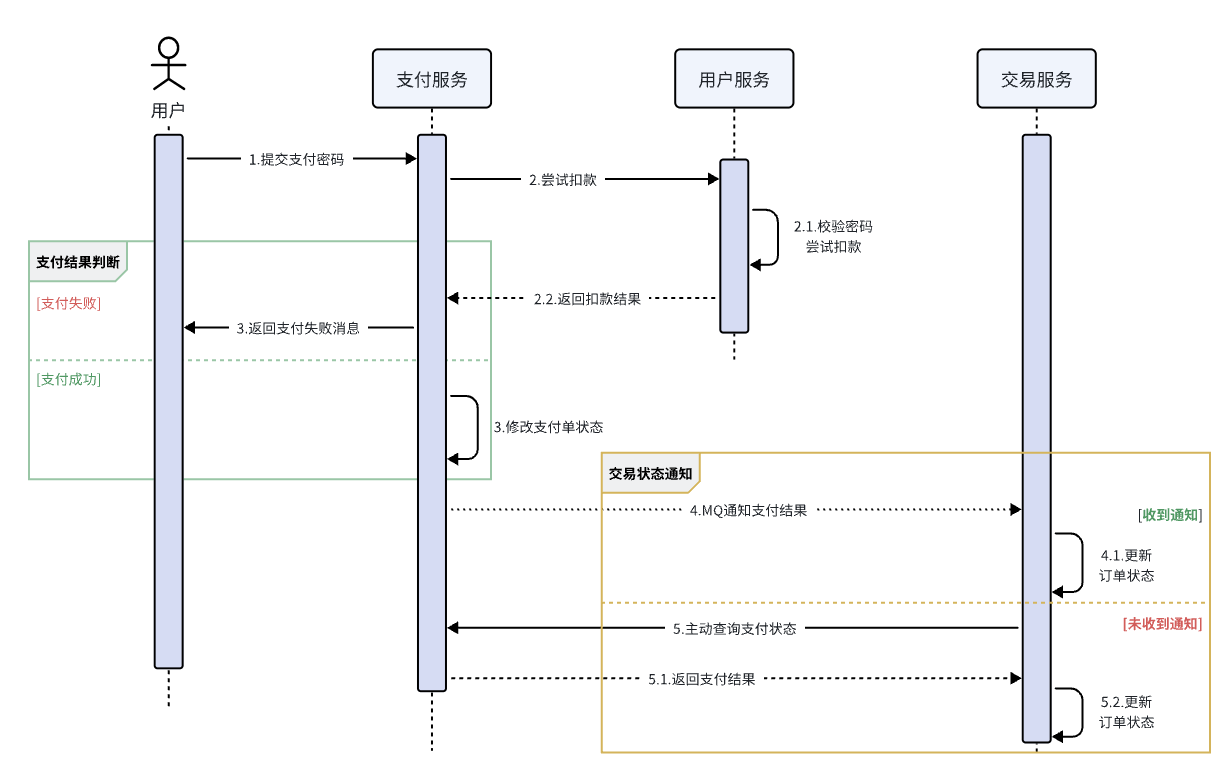 用户
支付服务
用户服务
交易服务
1.提交支付密码
2.尝试扣款
2.1.校验密码
尝试扣款
支付结果判断
[支付失败]
2.2.返回扣款结果
3.返回支付失败消息
[支付成功]
3.修改支付单状态
交易状态通知
4.MQ通知支付结果
[收到通知]
4.1.更新
订单状态
5.主动查询支付状态
[未收到通知]
5.1.返回支付结果
5.2.更新
订单状态